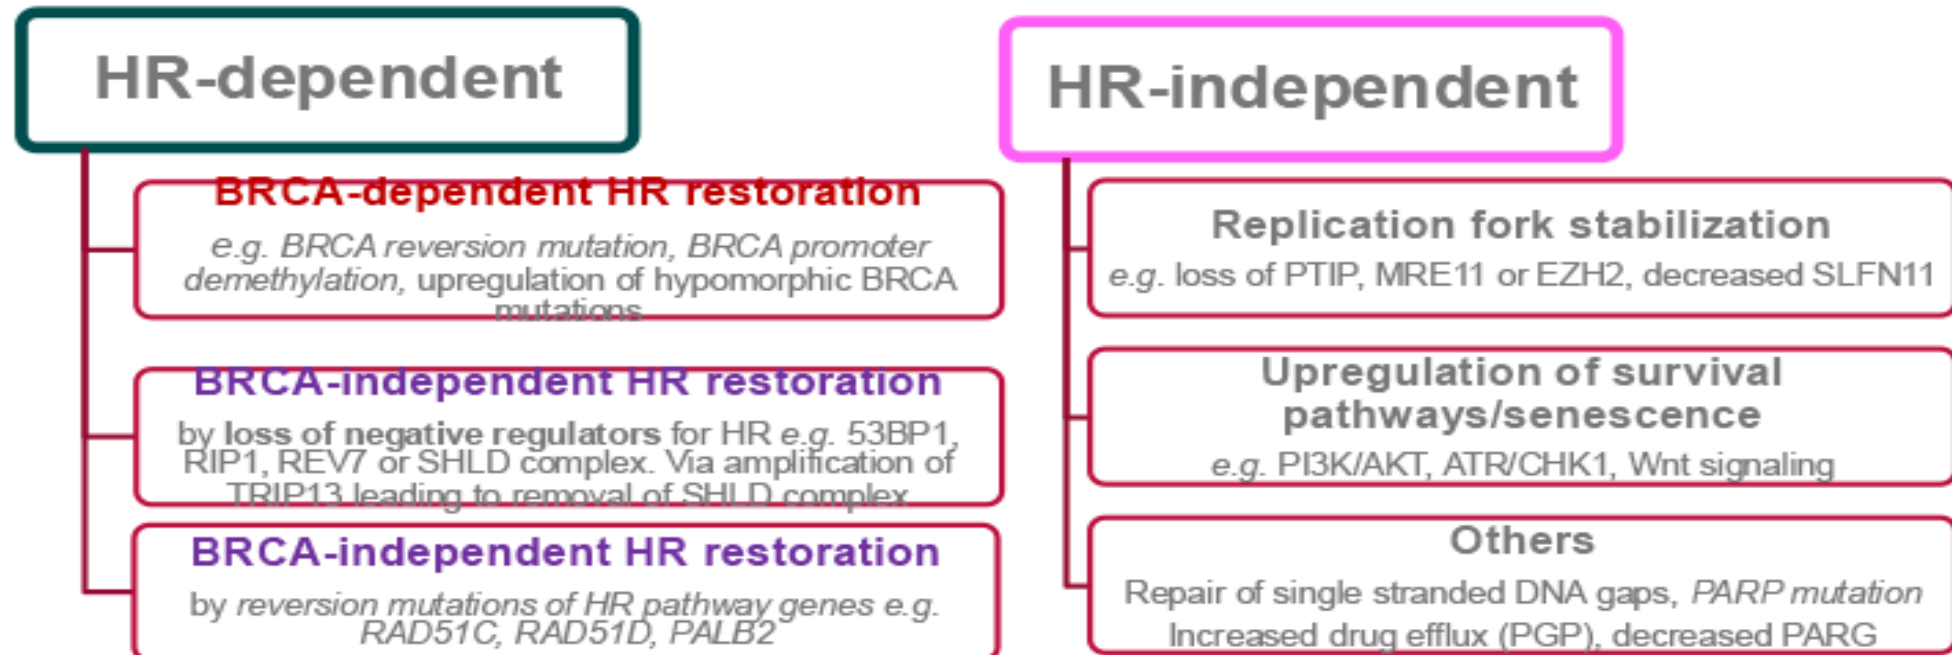 HR-dependent
BRCA-dependent HR restoration
e.g. BRCA reversion mutation, BRCA promoter
demethylation, upregulation of hypomorphic BRCA
mutations
BRCA-independent HR restoration
by loss of negative regulators for HR e.g. 53BP1,
RIP1, REV7 or SHLD complex. Via amplification of
TRIP13 leading to removal of SHLD complex
BRCA-independent HR restoration
by reversion mutations of HR pathway genes e.g.
RAD51C, RAD51D, PALB2
HR-independent
Replication fork stabilization
e.g. loss of PTIP, MRE11 or EZH2, decreased SLFN11
Upregulation of survival
pathways/senescence
e.g. PI3K/AKT, ATR/CHK1, Wnt signaling
Others
Repair of single stranded DNA gaps, PARP mutation
Increased drug efflux (PGP), decreased PARG